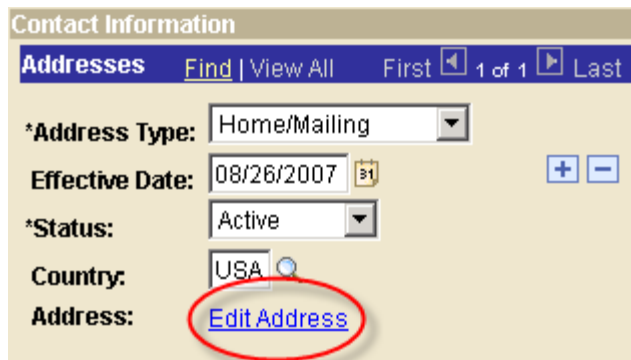 Contact Information
Addresses Find | View All First 1 of 1 Last
*Address Type: Home/Mailing
Effective Date: 08/26/2007 31
*Status: Active
Country: USA
Address: Edit Address